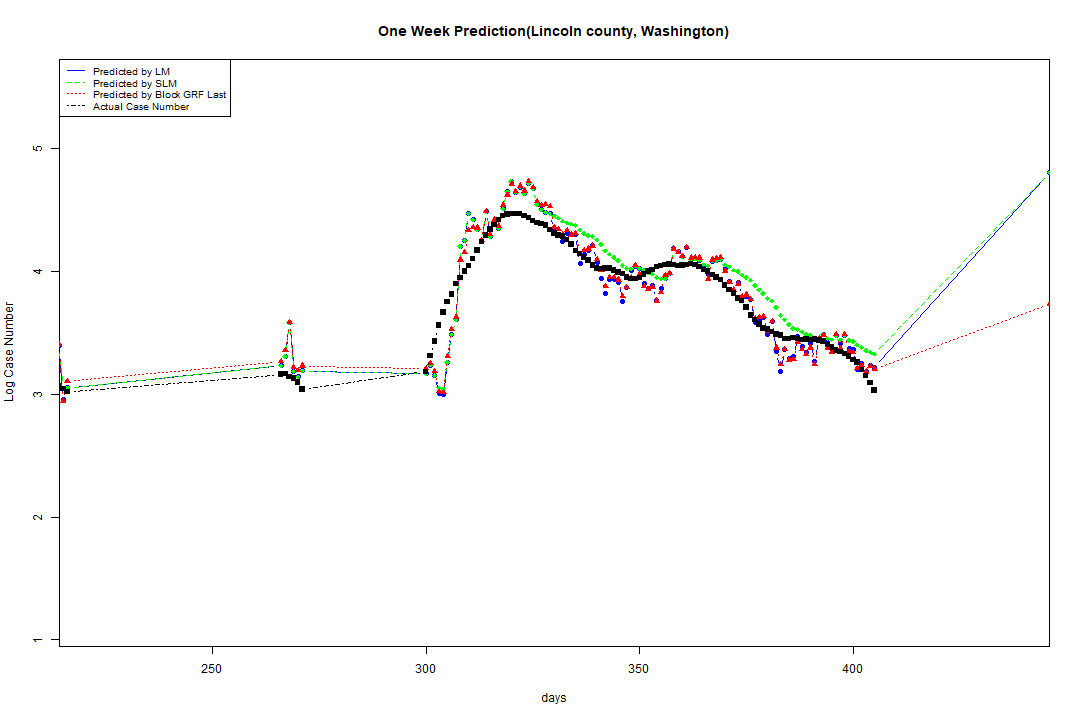 One Week Prediction(Lincoln county, Washington)
Predicted by LM
Predicted by SLM
Predicted by Block GRF Last
Actual Case Number
5
4
3
2
1
Log Case Number
250 300 350 400
days